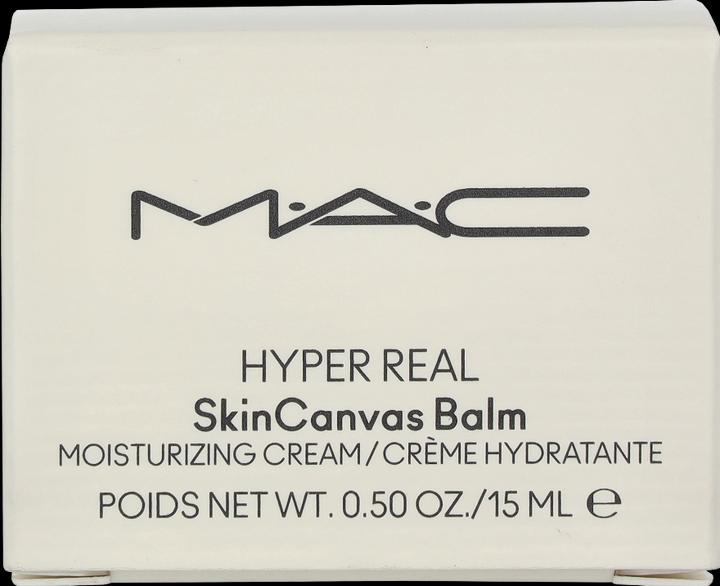 M·A·C
HYPER REAL
SkinCanvas Balm
MOISTURIZING CREAM/CRÈME HYDRATANTE
POIDS NET WT. 0.50 OZ./15 ML ℮